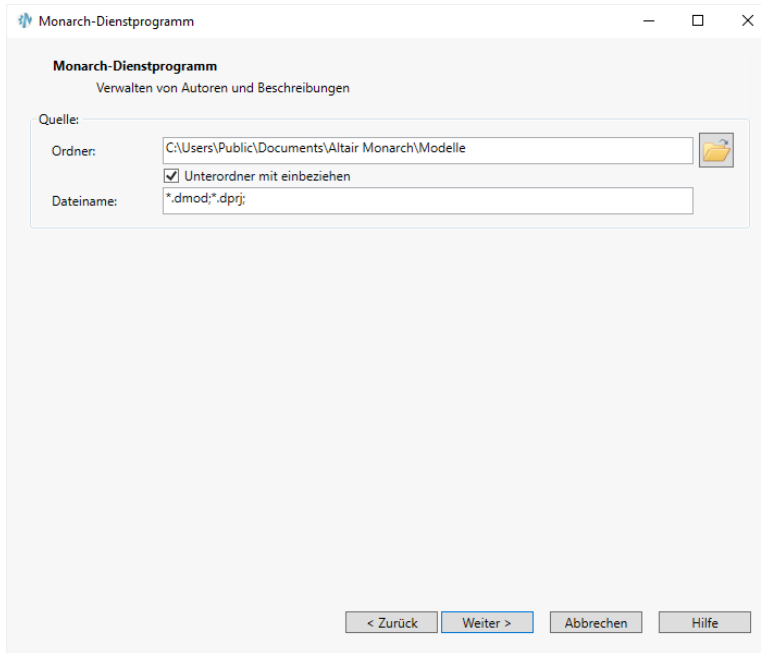 Monarch-Dienstprogramm
Monarch-Dienstprogramm
Verwalten von Autoren und Beschreibungen
Quelle:
Ordner: C:\Users\Public\Documents\Altair Monarch\Modelle
Unterordner mit einbeziehen
Dateiname: *.dmod;*.dprj;
< Zurück Weiter > Abbrechen Hilfe